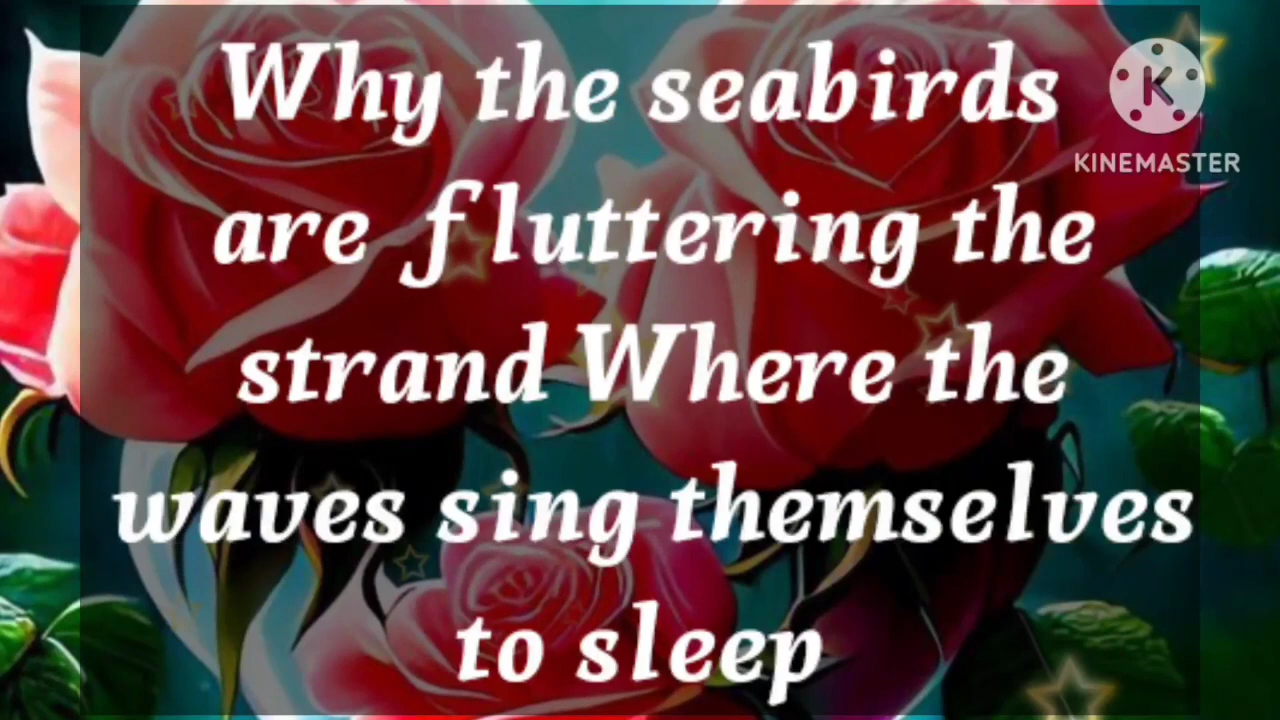 Why the seabirds
are fluttering the
strand Where the
waves sing themselves
to sleep
K
KINEMASTER